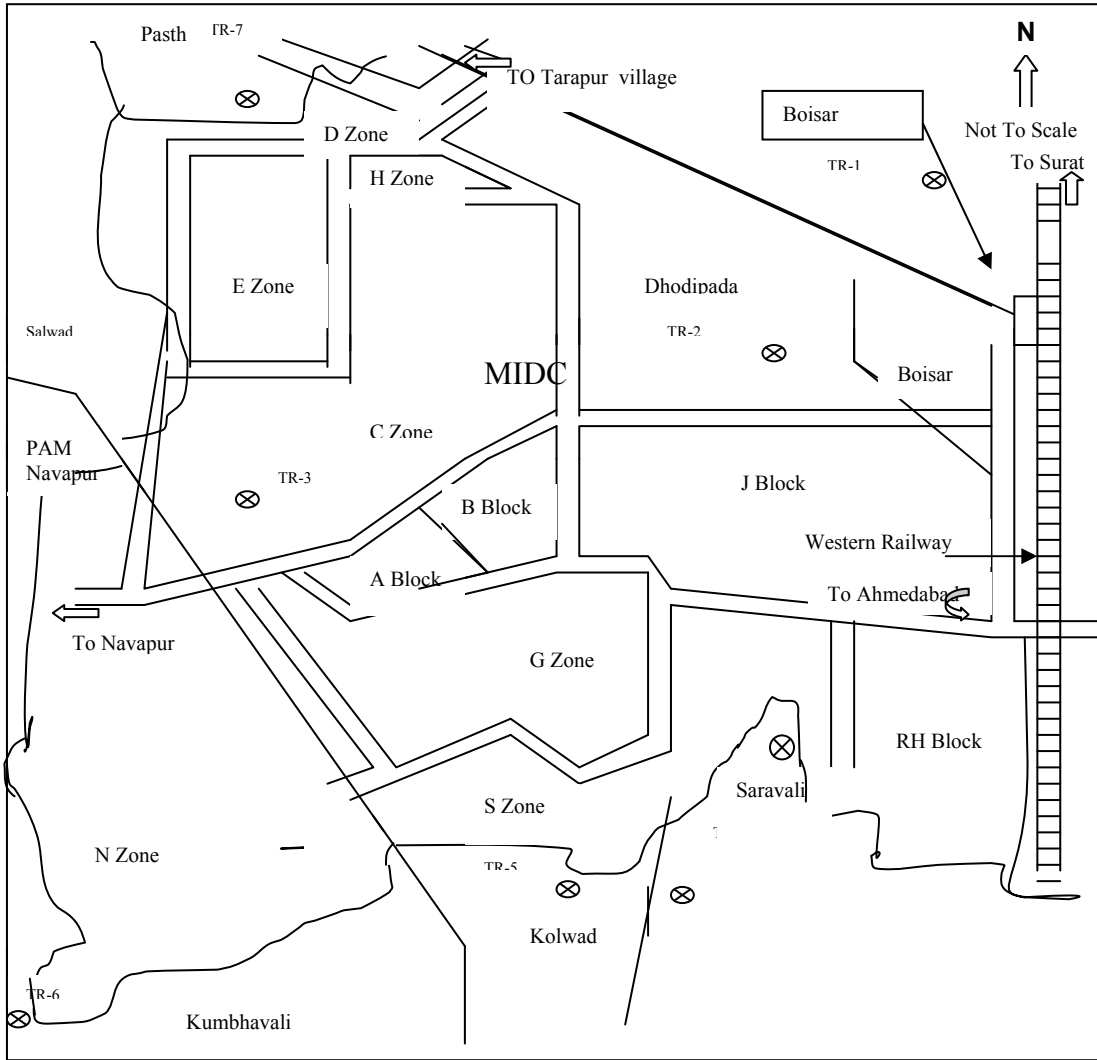 Pasth
TR-7
N
TO Tarapur village
Boisar
Not To Scale
D Zone
TR-1
To Surat
H Zone
E Zone
Dhodipada
Salwad
TR-2
MIDC
Boisar
C Zone
PAM
Navapur
TR-3
J Block
B Block
Western Railway
A Block
To Ahmedabad
To Navapur
G Zone
RH Block
Saravali
S Zone
N Zone
TR-5
Kolwad
TR-6
Kumbhavali